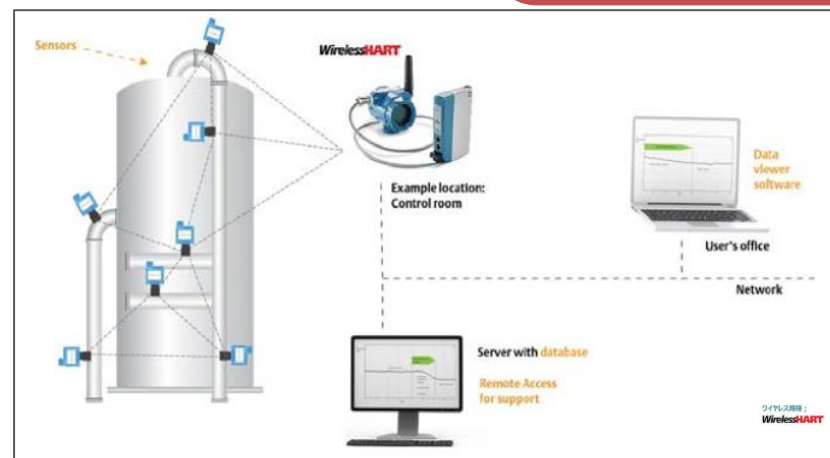 Sensors
WirelessHART
Example location:
Control room
Data
viewer
software
User's office
Network
Server with database
Remote Access
for support
ワイヤレス規格：
WirelessHART